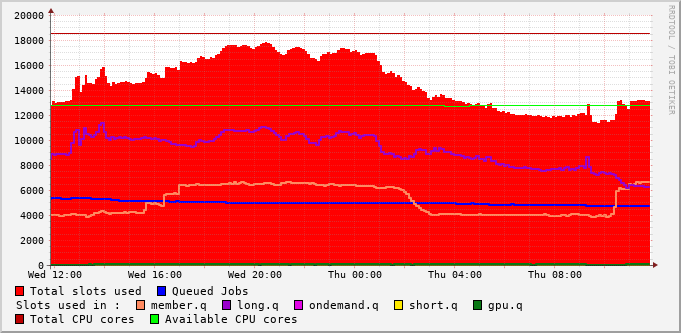 20000
18000
16000
14000
12000
10000
8000
6000
4000
2000
0
Wed 12:00 Wed 16:00 Wed 20:00 Thu 00:00 Thu 04:00 Thu 08:00
Total slots used Queued Jobs
Slots used in : member.q long.q ondemand.q short.q gpu.q
Total CPU cores Available CPU cores
RRDTOOL / TOBI OETIKER